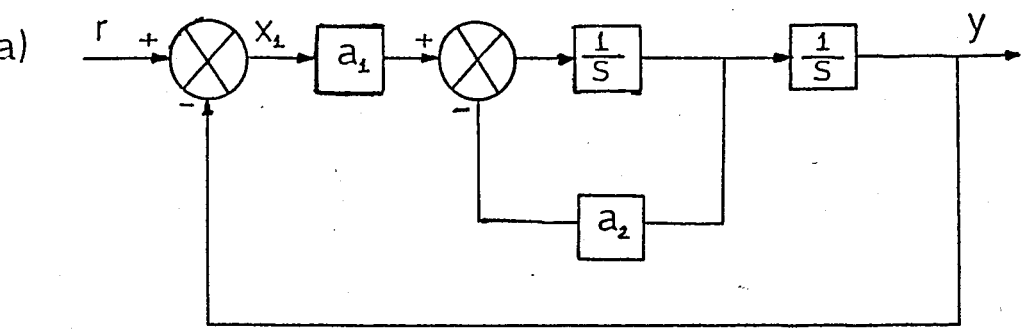 a)
r + x₁ a₁ + 1/S 1/S y
- -
a₂